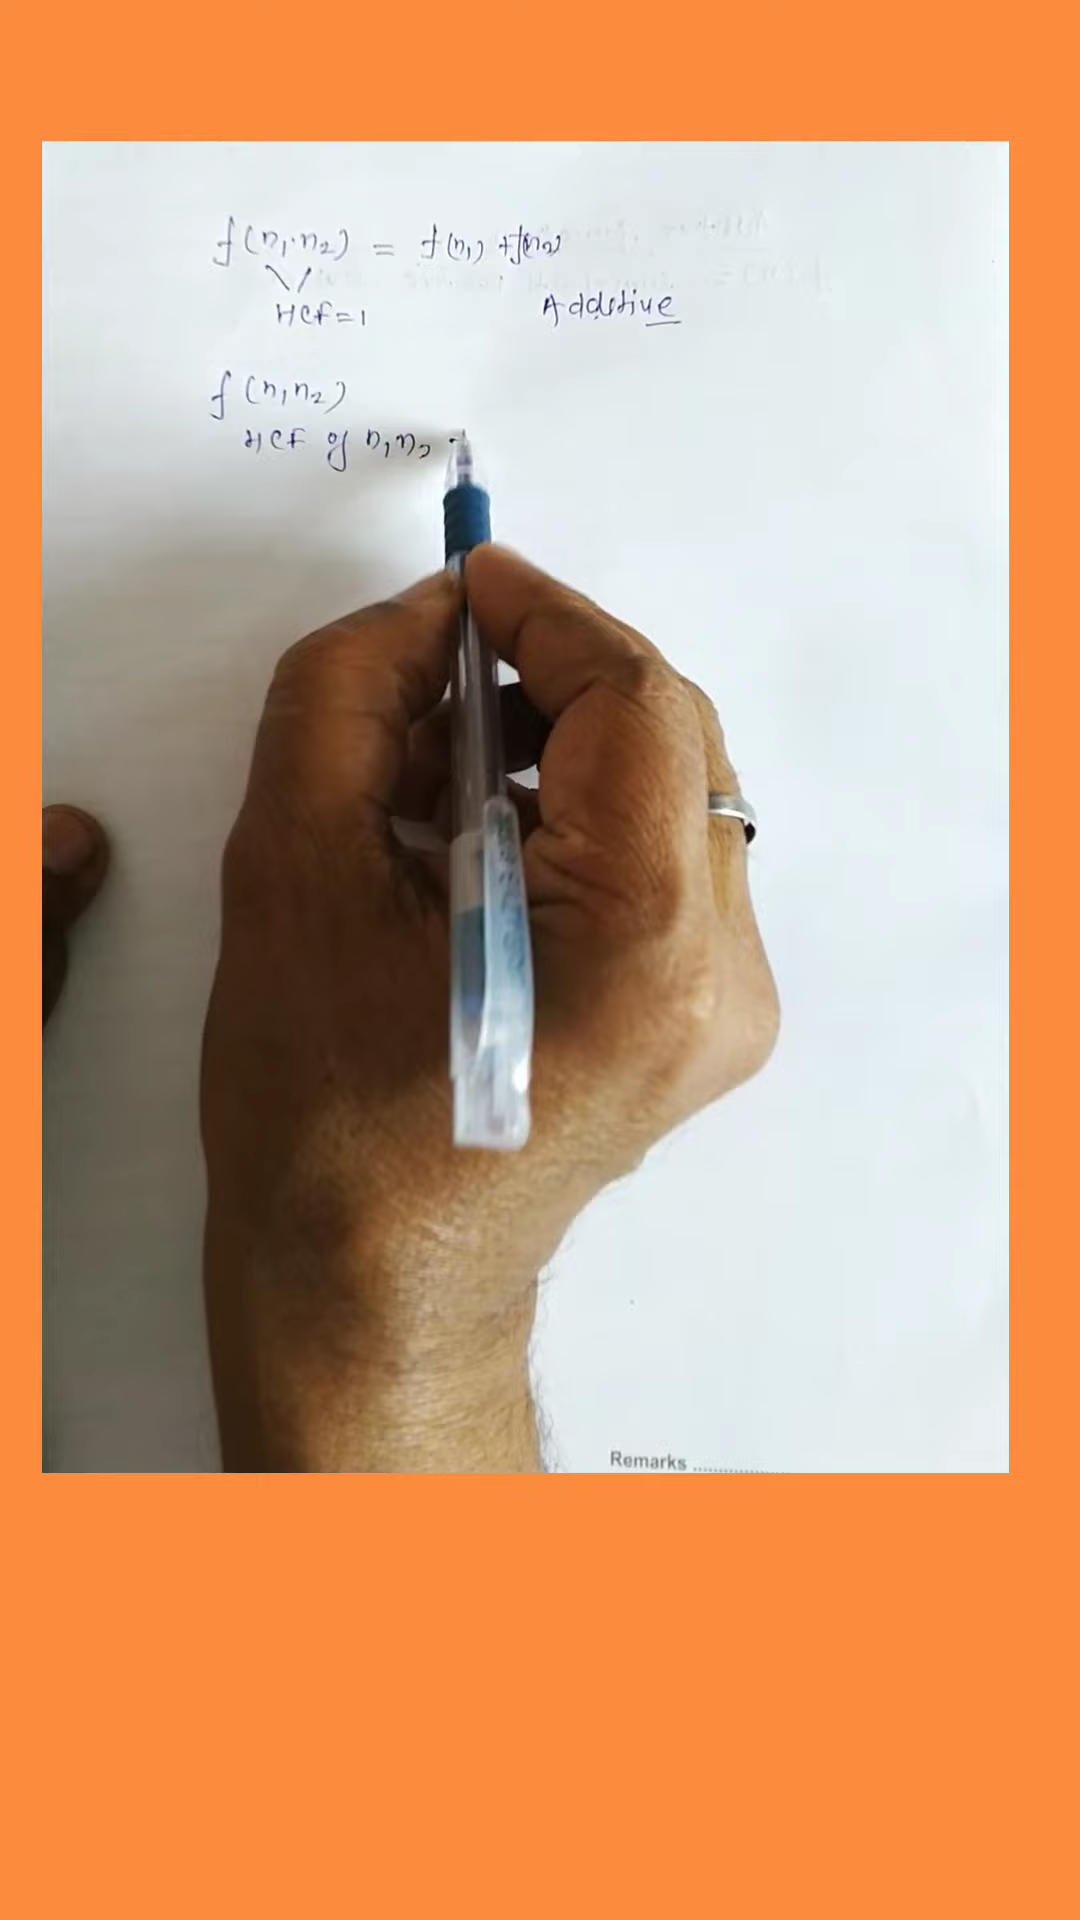 f(n₁·n₂) = f(n₁) + f(n₂)
HCF=1 Additive
f(n₁n₂)
HCF of n₁n₂
Remarks ..............